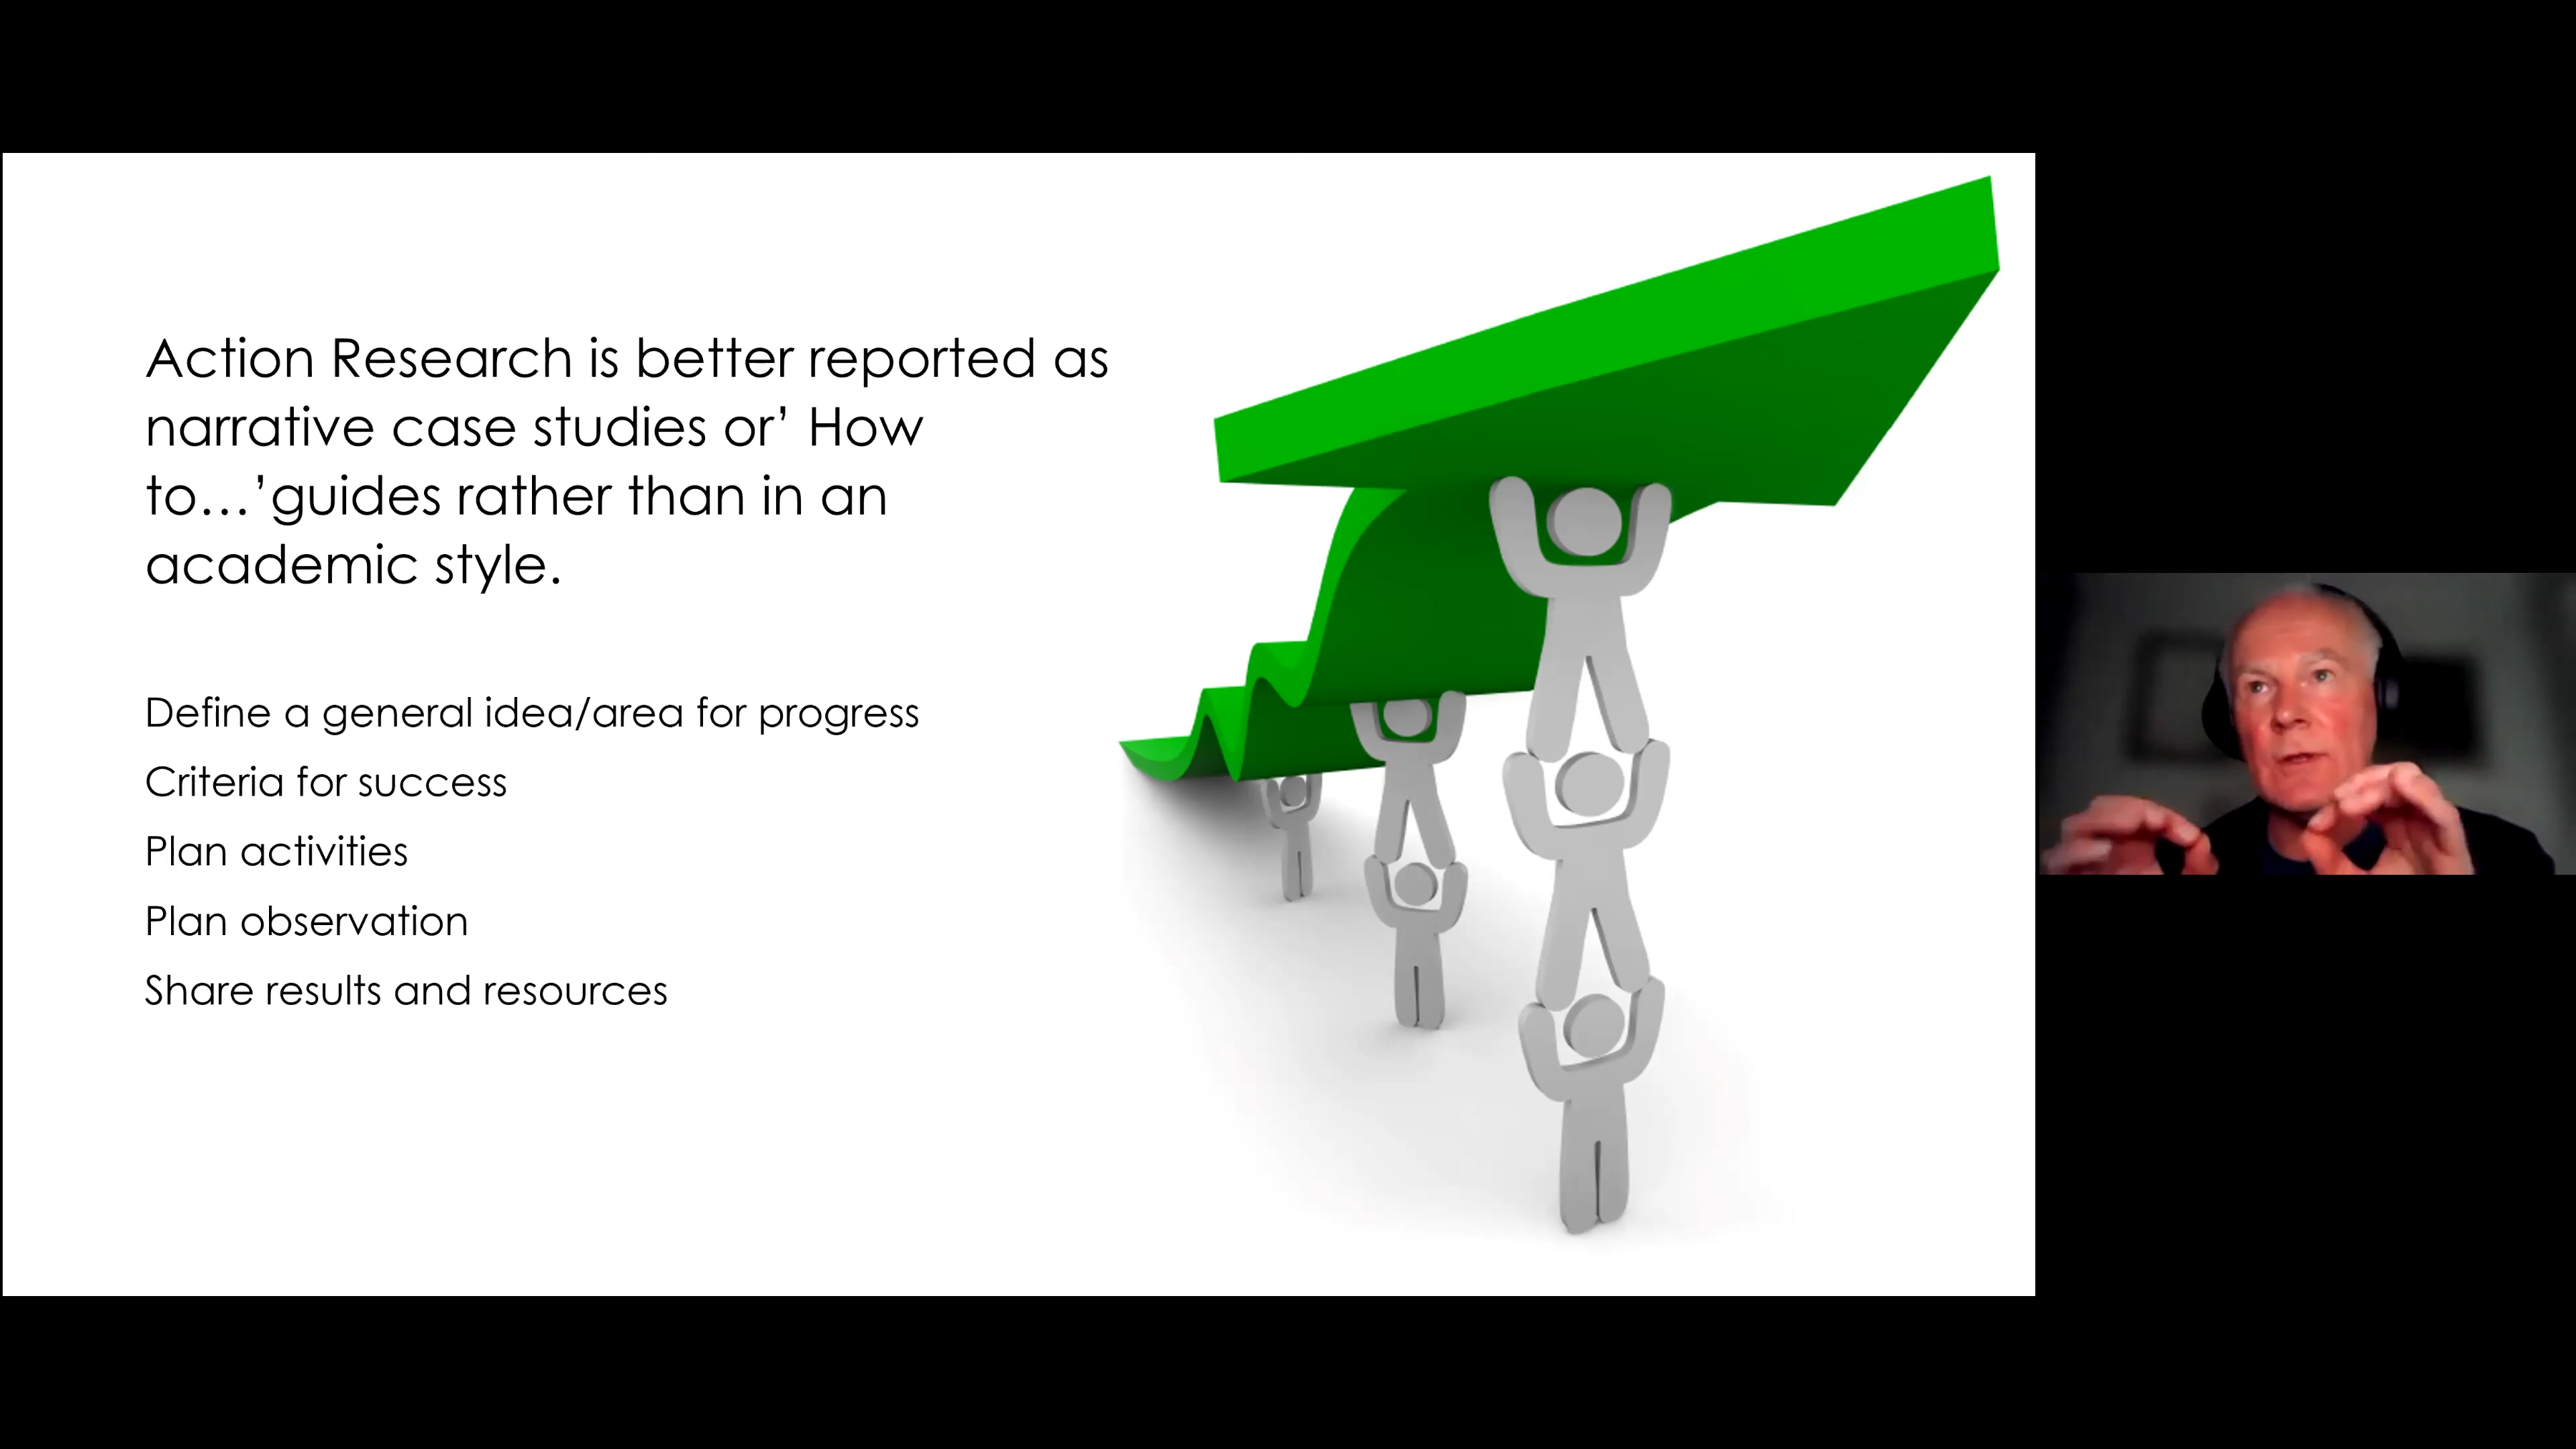 Action Research is better reported as
narrative case studies or’ How
to…’guides rather than in an
academic style.
Define a general idea/area for progress
Criteria for success
Plan activities
Plan observation
Share results and resources